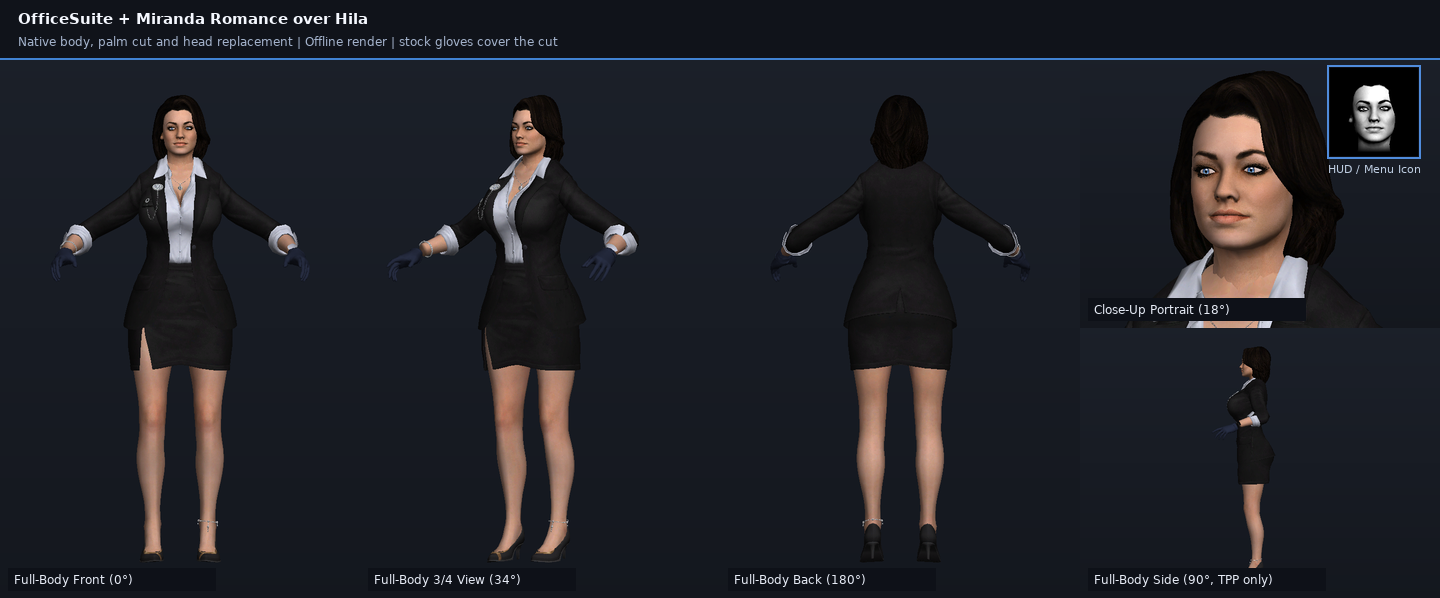 OfficeSuite + Miranda Romance over Hila
Native body, palm cut and head replacement | Offline render | stock gloves cover the cut
HUD / Menu Icon
Close-Up Portrait (18°)
Full-Body Front (0°)
Full-Body 3/4 View (34°)
Full-Body Back (180°)
Full-Body Side (90°, TPP only)